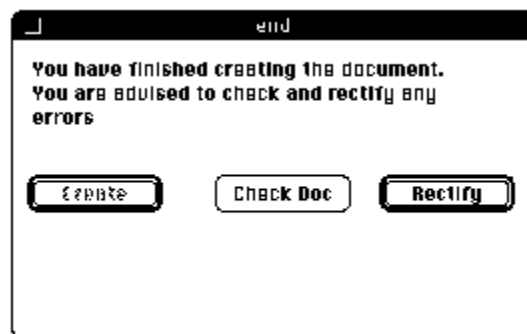 end
You have finished creating the document.
You are advised to check and rectify any
errors
Create
Check Doc
Rectify